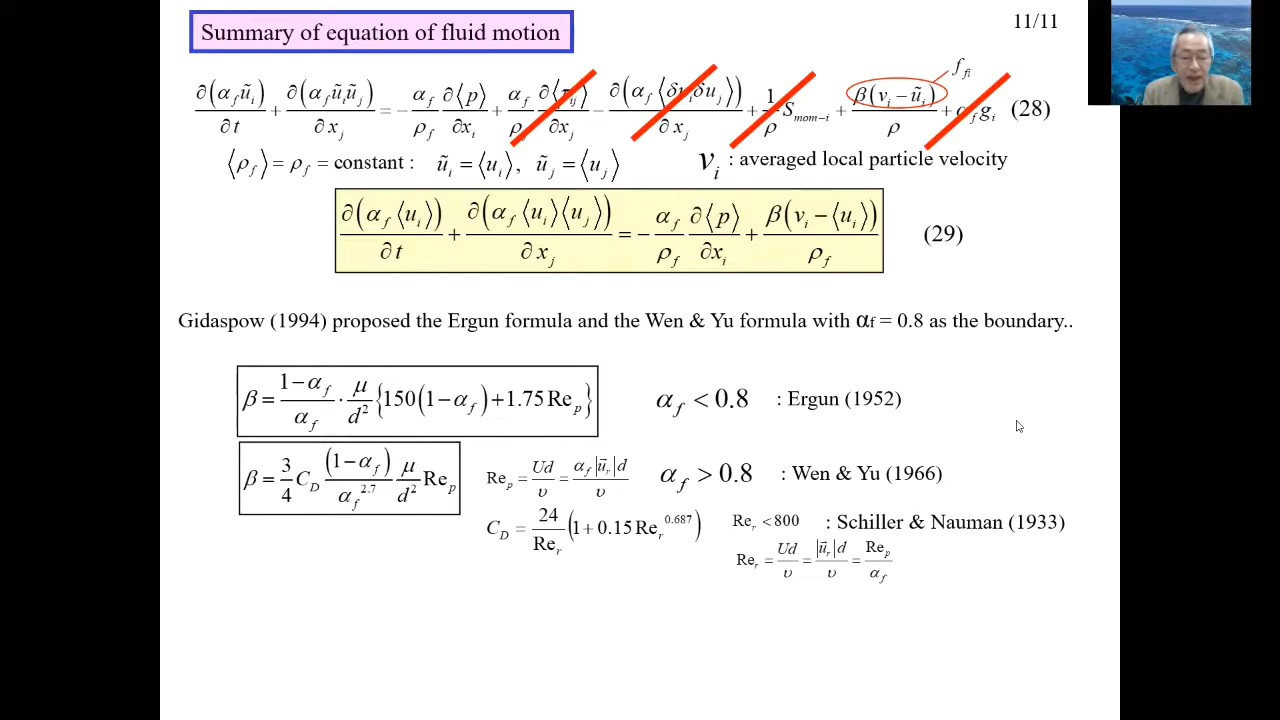 Summary of equation of fluid motion
11/11
∂(α_f ũ_i)/∂t + ∂(α_f ũ_i ũ_j)/∂x_j = −(α_f/ρ_f) ∂⟨p⟩/∂x_i + (α_f/ρ_f) ∂⟨τ_ij⟩/∂x_j − ∂(α_f ⟨δu_i δu_j⟩)/∂x_j + (1/ρ) S_mom−i + β(v_i − ũ_i)/ρ + α_f g_i (28)
f_fi
⟨ρ_f⟩ = ρ_f = constant : ũ_i = ⟨u_i⟩, ũ_j = ⟨u_j⟩ v_i : averaged local particle velocity
∂(α_f ⟨u_i⟩)/∂t + ∂(α_f ⟨u_i⟩⟨u_j⟩)/∂x_j = −(α_f/ρ_f) ∂⟨p⟩/∂x_i + β(v_i − ⟨u_i⟩)/ρ_f (29)
Gidaspow (1994) proposed the Ergun formula and the Wen & Yu formula with αf = 0.8 as the boundary..
β = (1−α_f)/α_f · μ/d² {150(1−α_f) + 1.75 Re_p} α_f < 0.8 : Ergun (1952)
β = 3/4 C_D (1−α_f)/α_f^2.7 μ/d² Re_p Re_p = Ud/υ = α_f |u⃗_r| d/υ α_f > 0.8 : Wen & Yu (1966)
C_D = 24/Re_r (1 + 0.15 Re_r^0.687) Re_r < 800 : Schiller & Nauman (1933)
Re_r = Ud/υ = |u⃗_r| d/υ = Re_p/α_f